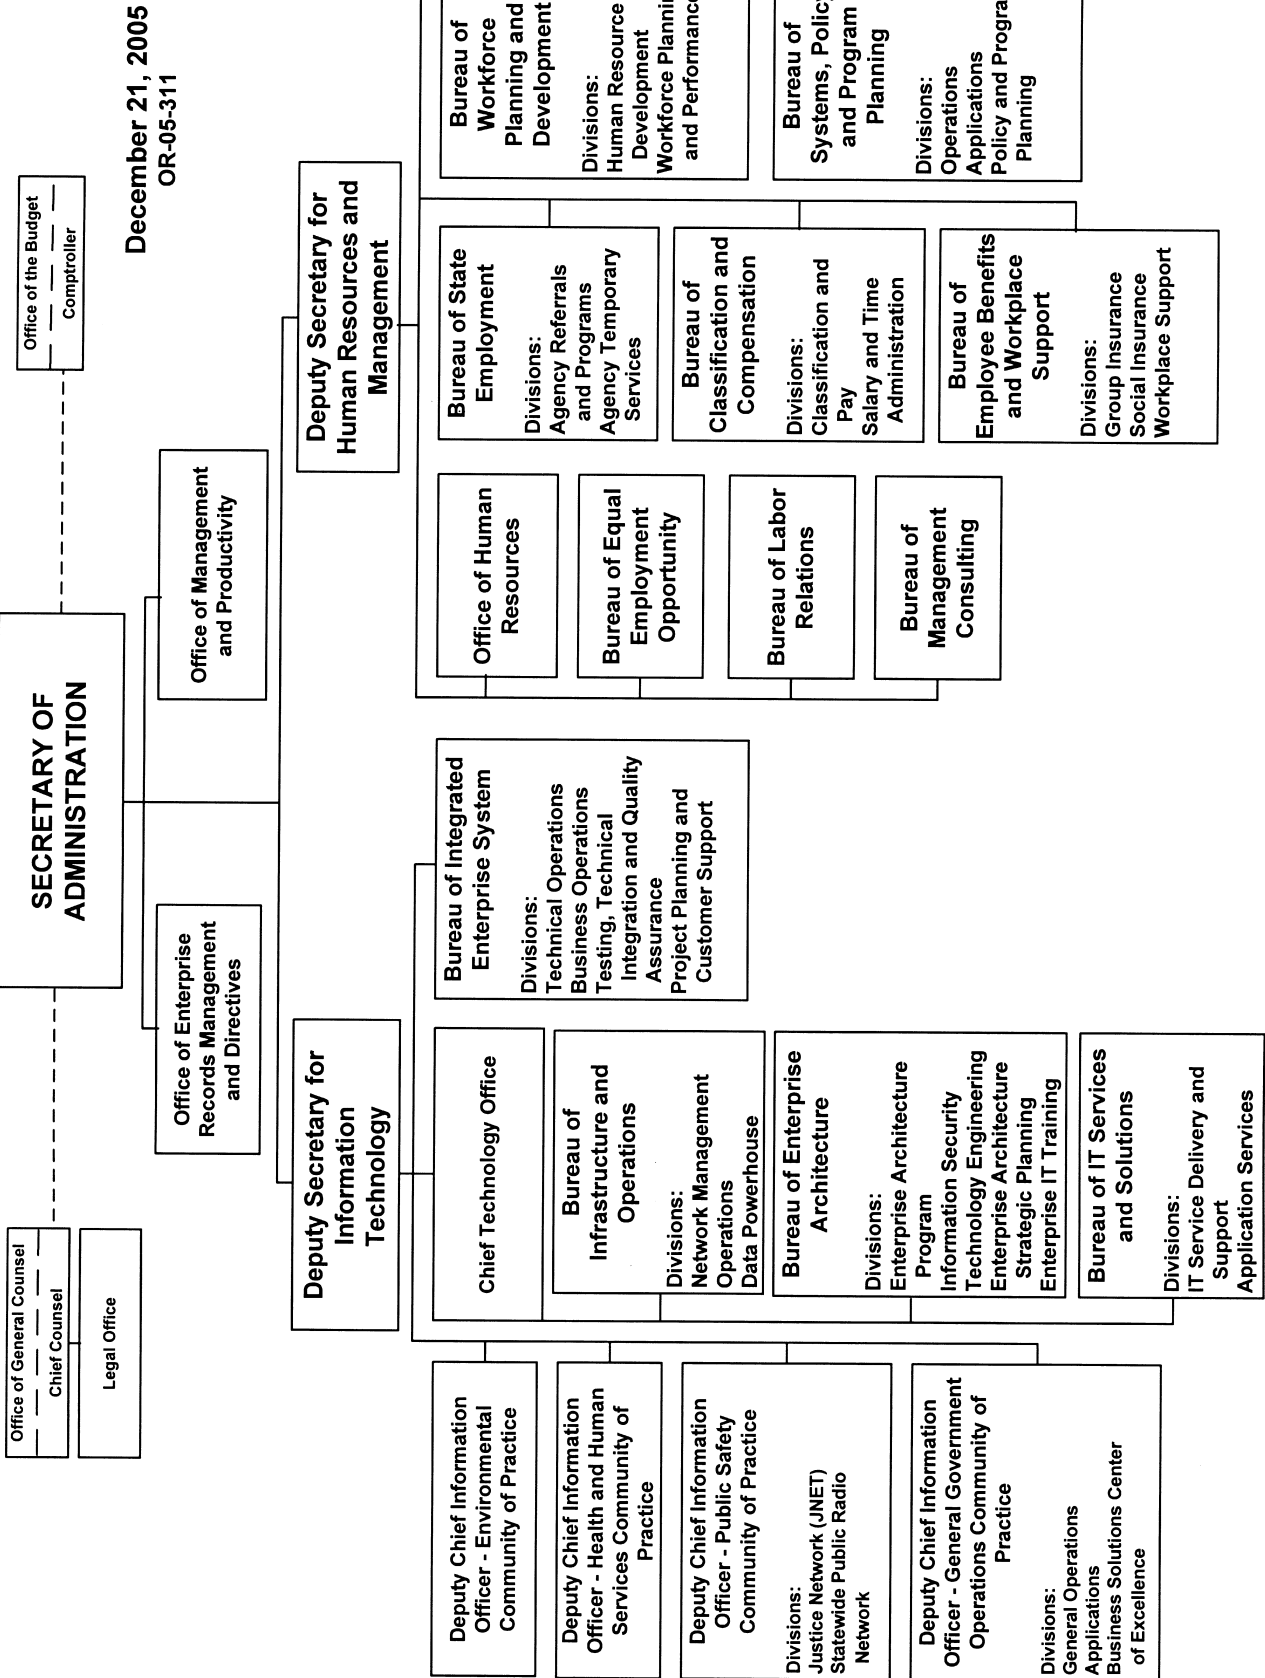 SECRETARY OF
ADMINISTRATION
December 21, 2005
OR-05-311
Office of General Counsel
Chief Counsel
Legal Office
Office of the Budget
Comptroller
Office of Enterprise
Records Management
and Directives
Office of Management
and Productivity
Deputy Secretary for
Information
Technology
Deputy Secretary for
Human Resources and
Management
Deputy Chief Information
Officer - Environmental
Community of Practice
Deputy Chief Information
Officer - Health and Human
Services Community of
Practice
Deputy Chief Information
Officer - Public Safety
Community of Practice
Divisions:
Justice Network (JNET)
Statewide Public Radio
Network
Deputy Chief Information
Officer - General Government
Operations Community of
Practice
Divisions:
General Operations
Applications
Business Solutions Center
of Excellence
Chief Technology Office
Bureau of
Infrastructure and
Operations
Divisions:
Network Management
Operations
Data Powerhouse
Bureau of Enterprise
Architecture
Divisions:
Enterprise Architecture
Program
Information Security
Technology Engineering
Enterprise Architecture
Strategic Planning
Enterprise IT Training
Bureau of IT Services
and Solutions
Divisions:
IT Service Delivery and
Support
Application Services
Bureau of Integrated
Enterprise System
Divisions:
Technical Operations
Business Operations
Testing, Technical
Integration and Quality
Assurance
Project Planning and
Customer Support
Office of Human
Resources
Bureau of Equal
Employment
Opportunity
Bureau of Labor
Relations
Bureau of
Management
Consulting
Bureau of State
Employment
Divisions:
Agency Referrals
and Programs
Agency Temporary
Services
Bureau of
Classification and
Compensation
Divisions:
Classification and
Pay
Salary and Time
Administration
Bureau of
Employee Benefits
and Workplace
Support
Divisions:
Group Insurance
Social Insurance
Workplace Support
Bureau of
Workforce
Planning and
Development
Divisions:
Human Resource
Development
Workforce Plannin
and Performance
Bureau of
Systems, Policy
and Program
Planning
Divisions:
Operations
Applications
Policy and Progra
Planning